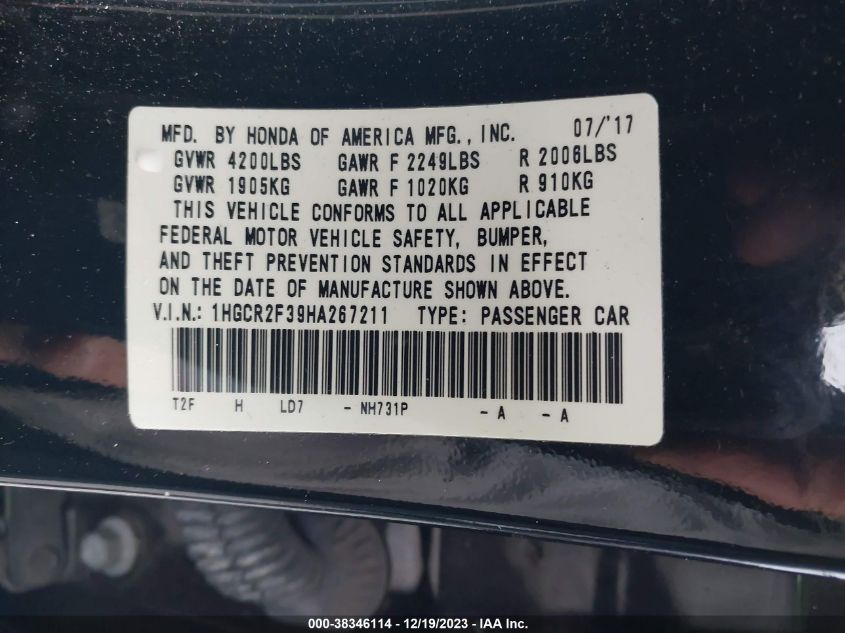 MFD. BY HONDA OF AMERICA MFG., INC. 07/'17
GVWR 4200LBS GAWR F 2249LBS R 2006LBS
GVWR 1905KG GAWR F 1020KG R 910KG
THIS VEHICLE CONFORMS TO ALL APPLICABLE
FEDERAL MOTOR VEHICLE SAFETY, BUMPER,
AND THEFT PREVENTION STANDARDS IN EFFECT
ON THE DATE OF MANUFACTURE SHOWN ABOVE.
V.I.N.: 1HGCR2F39HA267211 TYPE: PASSENGER CAR
T2F H LD7 - NH731P - A - A
000-38346114 - 12/19/2023 - IAA Inc.